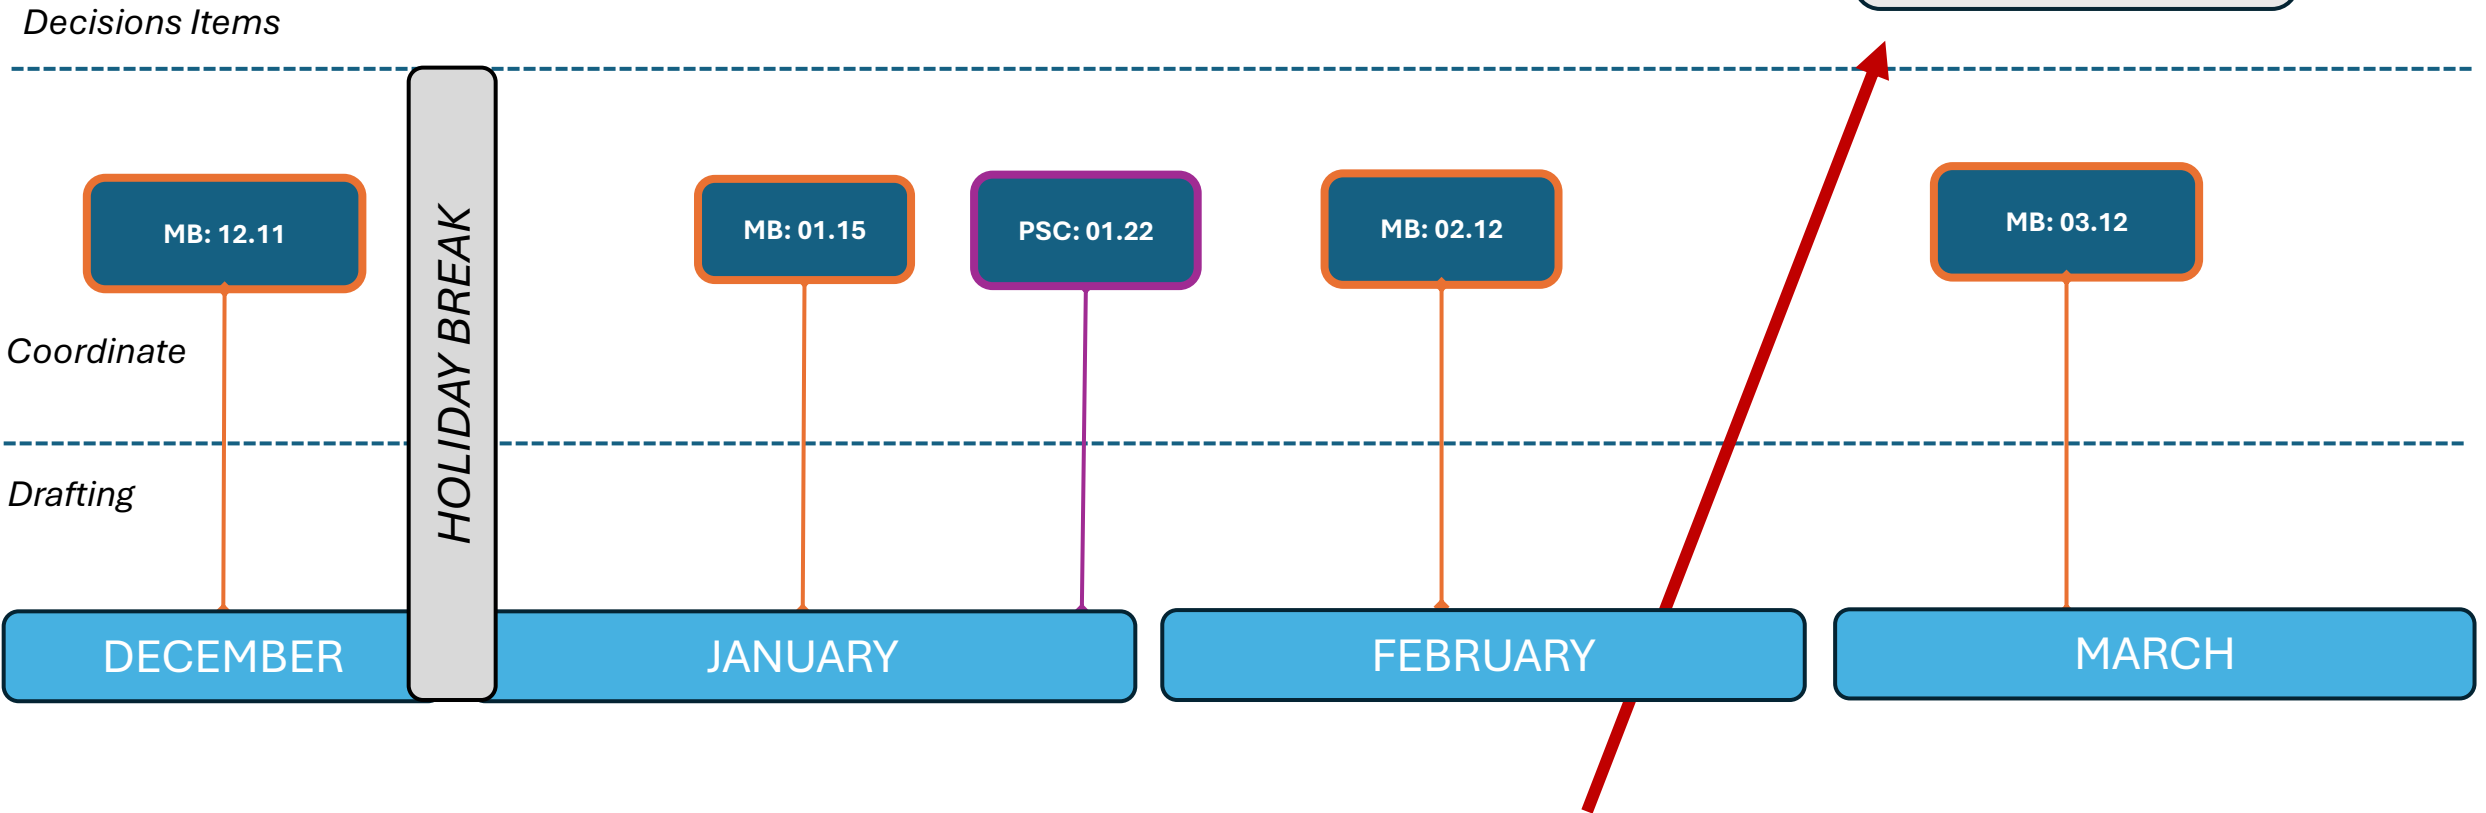 Decisions Items
MB: 12.11
HOLIDAY BREAK
MB: 01.15
PSC: 01.22
MB: 02.12
MB: 03.12
Coordinate
Drafting
DECEMBER
JANUARY
FEBRUARY
MARCH